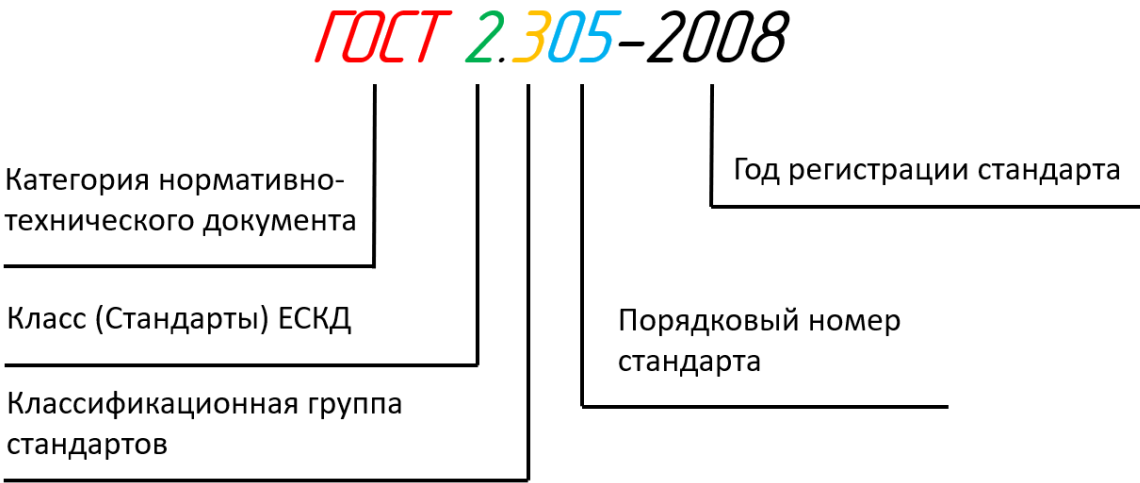 ГОСТ 2.305-2008
Категория нормативно-
технического документа
Год регистрации стандарта
Класс (Стандарты) ЕСКД
Порядковый номер
стандарта
Классификационная группа
стандартов